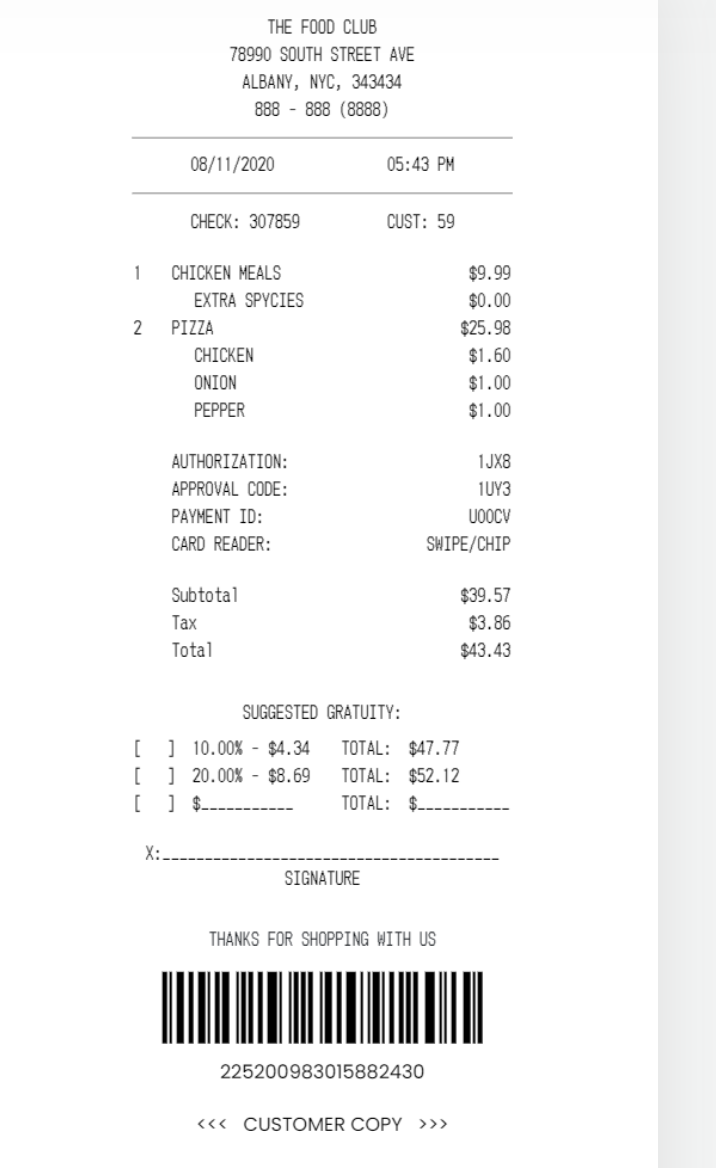 THE FOOD CLUB
78990 SOUTH STREET AVE
ALBANY, NYC, 343434
888 - 888 (8888)
08/11/2020 05:43 PM
CHECK: 307859 CUST: 59
1 CHICKEN MEALS $9.99
EXTRA SPYCIES $0.00
2 PIZZA $25.98
CHICKEN $1.60
ONION $1.00
PEPPER $1.00
AUTHORIZATION: 1JX8
APPROVAL CODE: 1UY3
PAYMENT ID: UOOCV
CARD READER: SWIPE/CHIP
Subtotal $39.57
Tax $3.86
Total $43.43
SUGGESTED GRATUITY:
[ ] 10.00% - $4.34 TOTAL: $47.77
[ ] 20.00% - $8.69 TOTAL: $52.12
[ ] $___________ TOTAL: $___________
X:________________________________________
SIGNATURE
THANKS FOR SHOPPING WITH US
225200983015882430
<<< CUSTOMER COPY >>>